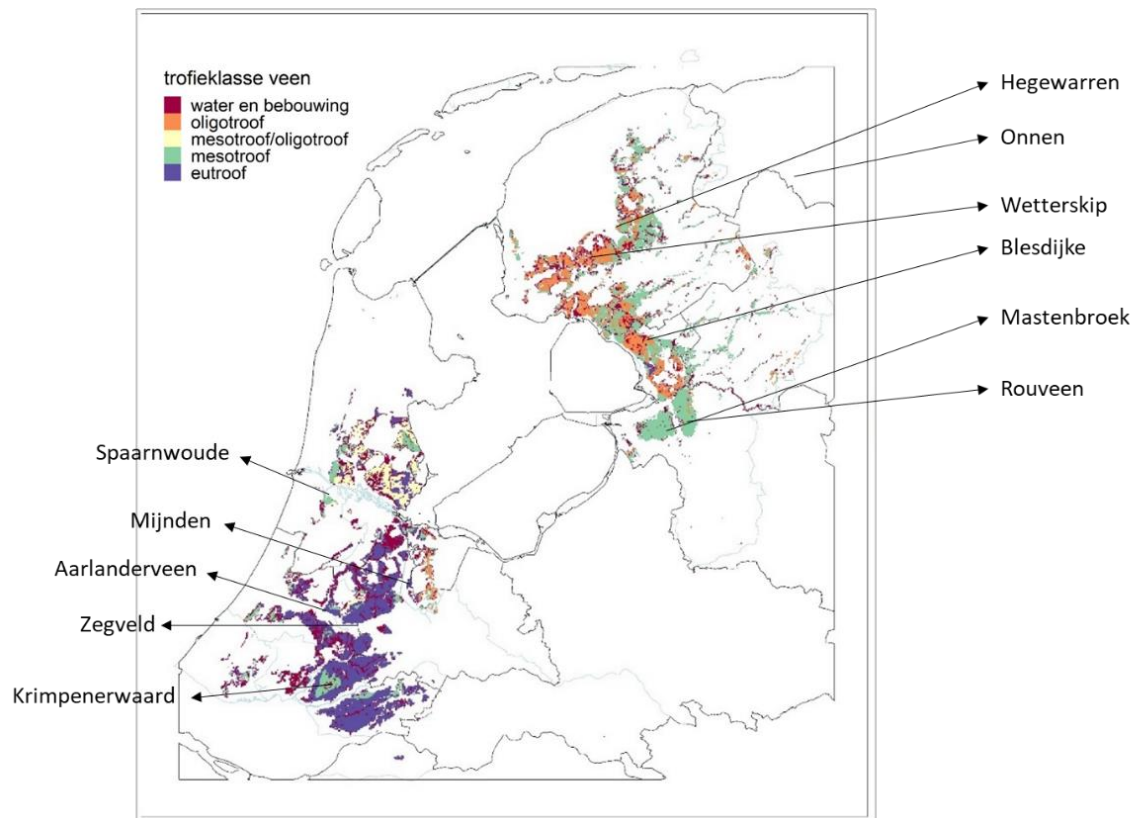 trofieklasse veen
water en bebouwing
oligotroof
mesotroof/oligotroof
mesotroof
eutroof
Hegewarren
Onnen
Wetterskip
Blesdijke
Mastenbroek
Rouveen
Spaarnwoude
Mijnden
Aarlanderveen
Zegveld
Krimpenerwaard